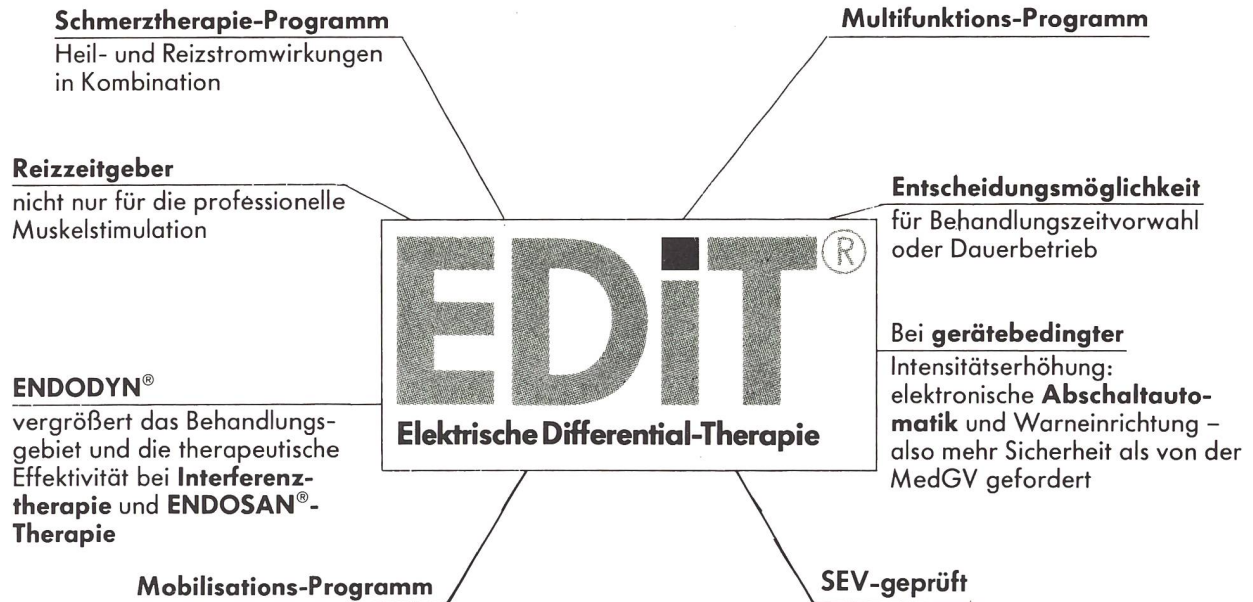 Schmerztherapie-Programm
Heil- und Reizstromwirkungen
in Kombination
Multifunktions-Programm
Reizzeitgeber
nicht nur für die professionelle
Muskelstimulation
Entscheidungsmöglichkeit
für Behandlungszeitvorwahl
oder Dauerbetrieb
EDiT®
Elektrische Differential-Therapie
Bei gerätebedingter
Intensitätserhöhung:
elektronische Abschaltauto-
matik und Warneinrichtung –
also mehr Sicherheit als von der
MedGV gefordert
ENDODYN®
vergrößert das Behandlungs-
gebiet und die therapeutische
Effektivität bei Interferenz-
therapie und ENDOSAN®-
Therapie
Mobilisations-Programm
SEV-geprüft